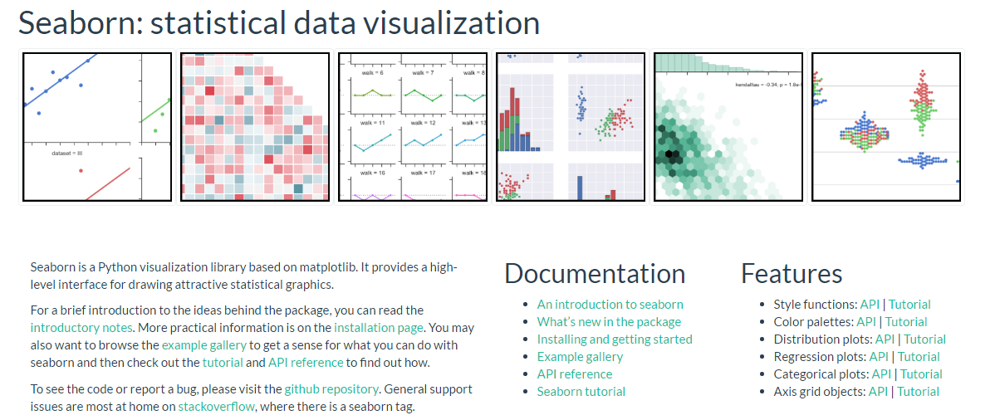 Seaborn: statistical data visualization
dataset = III
walk = 6
walk = 7
walk = 8
walk = 11
walk = 12
walk = 13
walk = 16
walk = 17
walk = 18
kendalltau = -0.34; p = 1.8e-
Seaborn is a Python visualization library based on matplotlib. It provides a high-
level interface for drawing attractive statistical graphics.
For a brief introduction to the ideas behind the package, you can read the
introductory notes. More practical information is on the installation page. You may
also want to browse the example gallery to get a sense for what you can do with
seaborn and then check out the tutorial and API reference to find out how.
To see the code or report a bug, please visit the github repository. General support
issues are most at home on stackoverflow, where there is a seaborn tag.
Documentation
An introduction to seaborn
What's new in the package
Installing and getting started
Example gallery
API reference
Seaborn tutorial
Features
Style functions: API | Tutorial
Color palettes: API | Tutorial
Distribution plots: API | Tutorial
Regression plots: API | Tutorial
Categorical plots: API | Tutorial
Axis grid objects: API | Tutorial